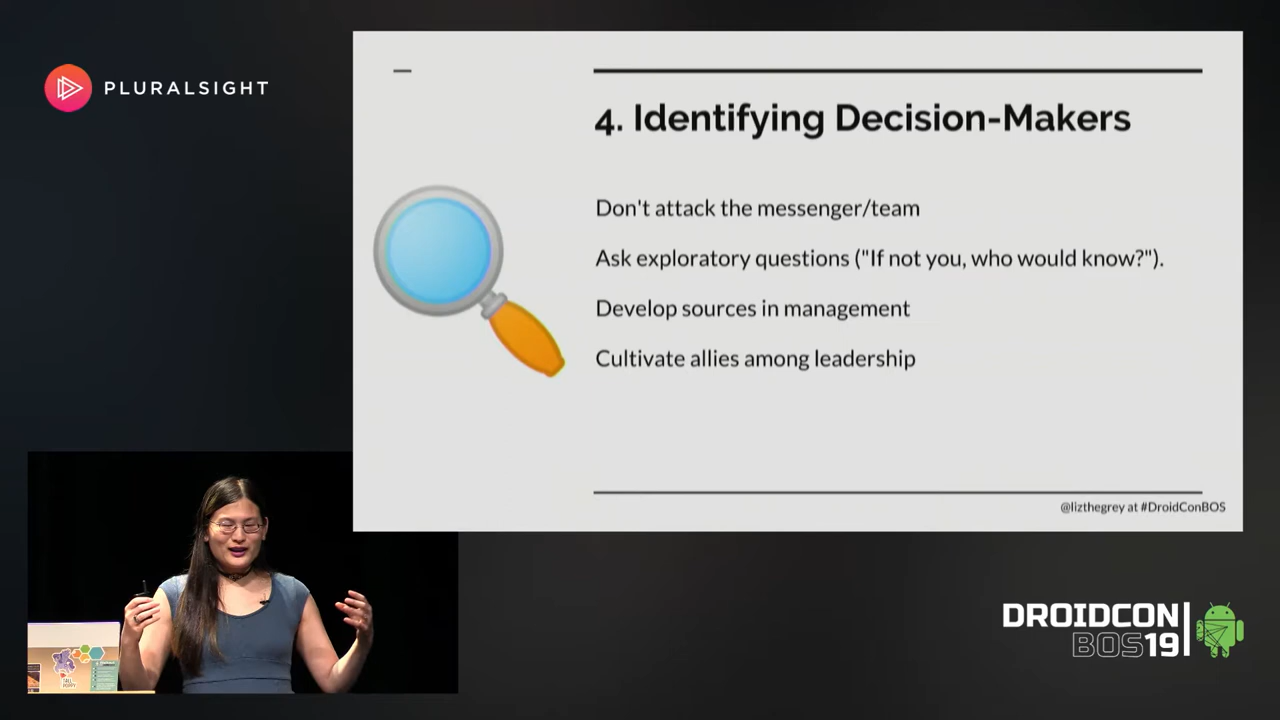 PLURALSIGHT
4. Identifying Decision-Makers
Don't attack the messenger/team
Ask exploratory questions ("If not you, who would know?").
Develop sources in management
Cultivate allies among leadership
@lizthegrey at #DroidConBOS
DROIDCON
BOS19